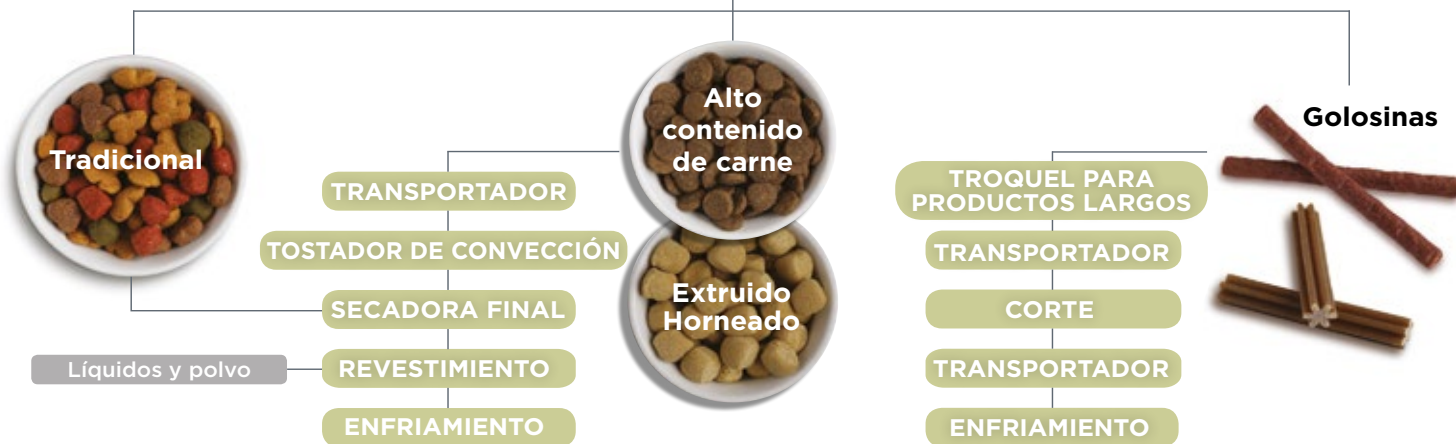 Tradicional
Alto
contenido
de carne
Golosinas
TRANSPORTADOR
TOSTADOR DE CONVECCIÓN
SECADORA FINAL
Líquidos y polvo
REVESTIMIENTO
ENFRIAMIENTO
Extruido
Horneado
TROQUEL PARA
PRODUCTOS LARGOS
TRANSPORTADOR
CORTE
TRANSPORTADOR
ENFRIAMIENTO